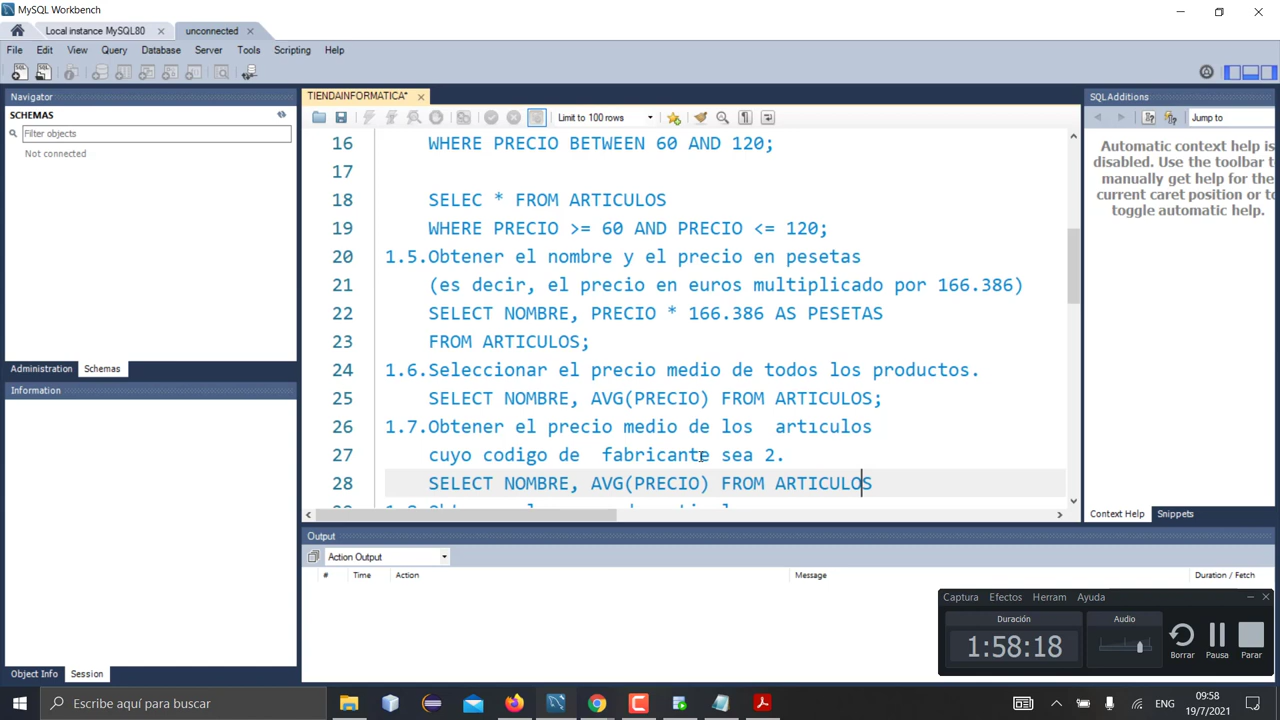 MySQL Workbench
Local instance MySQL80
unconnected
File Edit View Query Database Server Tools Scripting Help
Navigator
SCHEMAS
Filter objects
Not connected
Administration Schemas
Information
Object Info Session
TIENDAINFORMATICA*
Limit to 100 rows
16 WHERE PRECIO BETWEEN 60 AND 120;
17
18 SELEC * FROM ARTICULOS
19 WHERE PRECIO >= 60 AND PRECIO <= 120;
20 1.5.Obtener el nombre y el precio en pesetas
21 (es decir, el precio en euros multiplicado por 166.386)
22 SELECT NOMBRE, PRECIO * 166.386 AS PESETAS
23 FROM ARTICULOS;
24 1.6.Seleccionar el precio medio de todos los productos.
25 SELECT NOMBRE, AVG(PRECIO) FROM ARTICULOS;
26 1.7.Obtener el precio medio de los artıculos
27 cuyo codigo de fabricante sea 2.
28 SELECT NOMBRE, AVG(PRECIO) FROM ARTICULOS
SQLAdditions
Jump to
Automatic context help is
disabled. Use the toolbar t
manually get help for the
current caret position or to
toggle automatic help.
Context Help Snippets
Output
Action Output
# Time Action Message Duration / Fetch
Captura Efectos Herram Ayuda
Duración Audio
1:58:18
Borrar Pausa Parar
Escribe aquí para buscar
ENG
09:58
19/7/2021